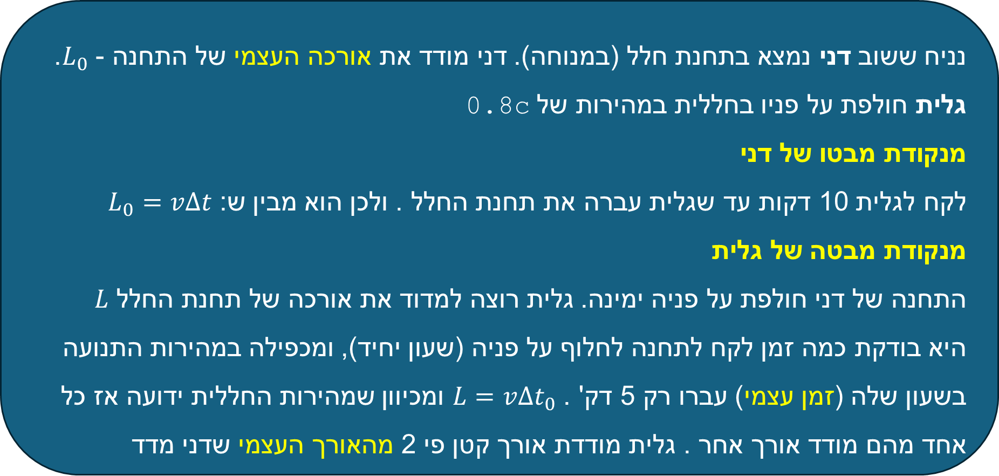 נניח ששוב דני נמצא בתחנת חלל (במנוחה). דני מודד את אורכה העצמי של התחנה - L₀.
גלית חולפת על פניו בחללית במהירות של 0.8c
מנקודת מבטו של דני
לקח לגלית 10 דקות עד שגלית עברה את תחנת החלל . ולכן הוא מבין ש: L₀ = vΔt
מנקודת מבטה של גלית
התחנה של דני חולפת על פניה ימינה. גלית רוצה למדוד את אורכה של תחנת החלל L
היא בודקת כמה זמן לקח לתחנה לחלוף על פניה (שעון יחיד), ומכפילה במהירות התנועה
בשעון שלה (זמן עצמי) עברו רק 5 דק' . L = vΔt₀ ומכיוון שמהירות החללית ידועה אז כל
אחד מהם מודד אורך אחר . גלית מודדת אורך קטן פי 2 מהאורך העצמי שדני מדד